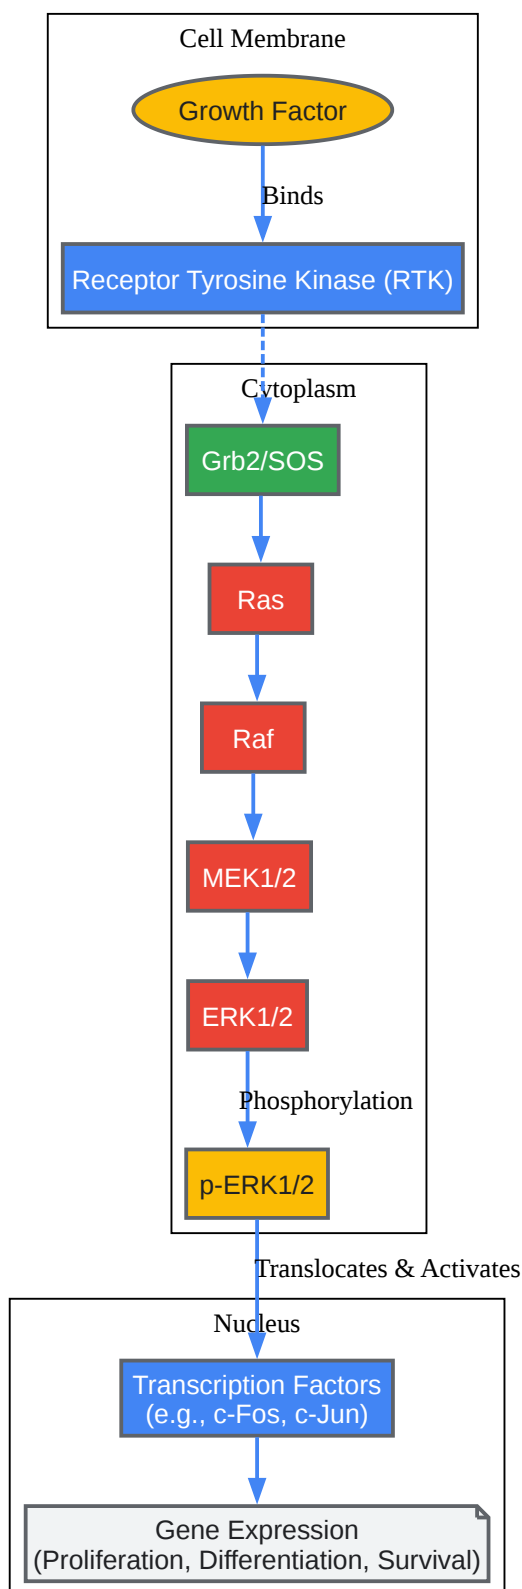 Cell Membrane
Growth Factor
Binds
Receptor Tyrosine Kinase (RTK)
Cytoplasm
Grb2/SOS
Ras
Raf
MEK1/2
ERK1/2
Phosphorylation
p-ERK1/2
Translocates & Activates
Nucleus
Transcription Factors
(e.g., c-Fos, c-Jun)
Gene Expression
(Proliferation, Differentiation, Survival)